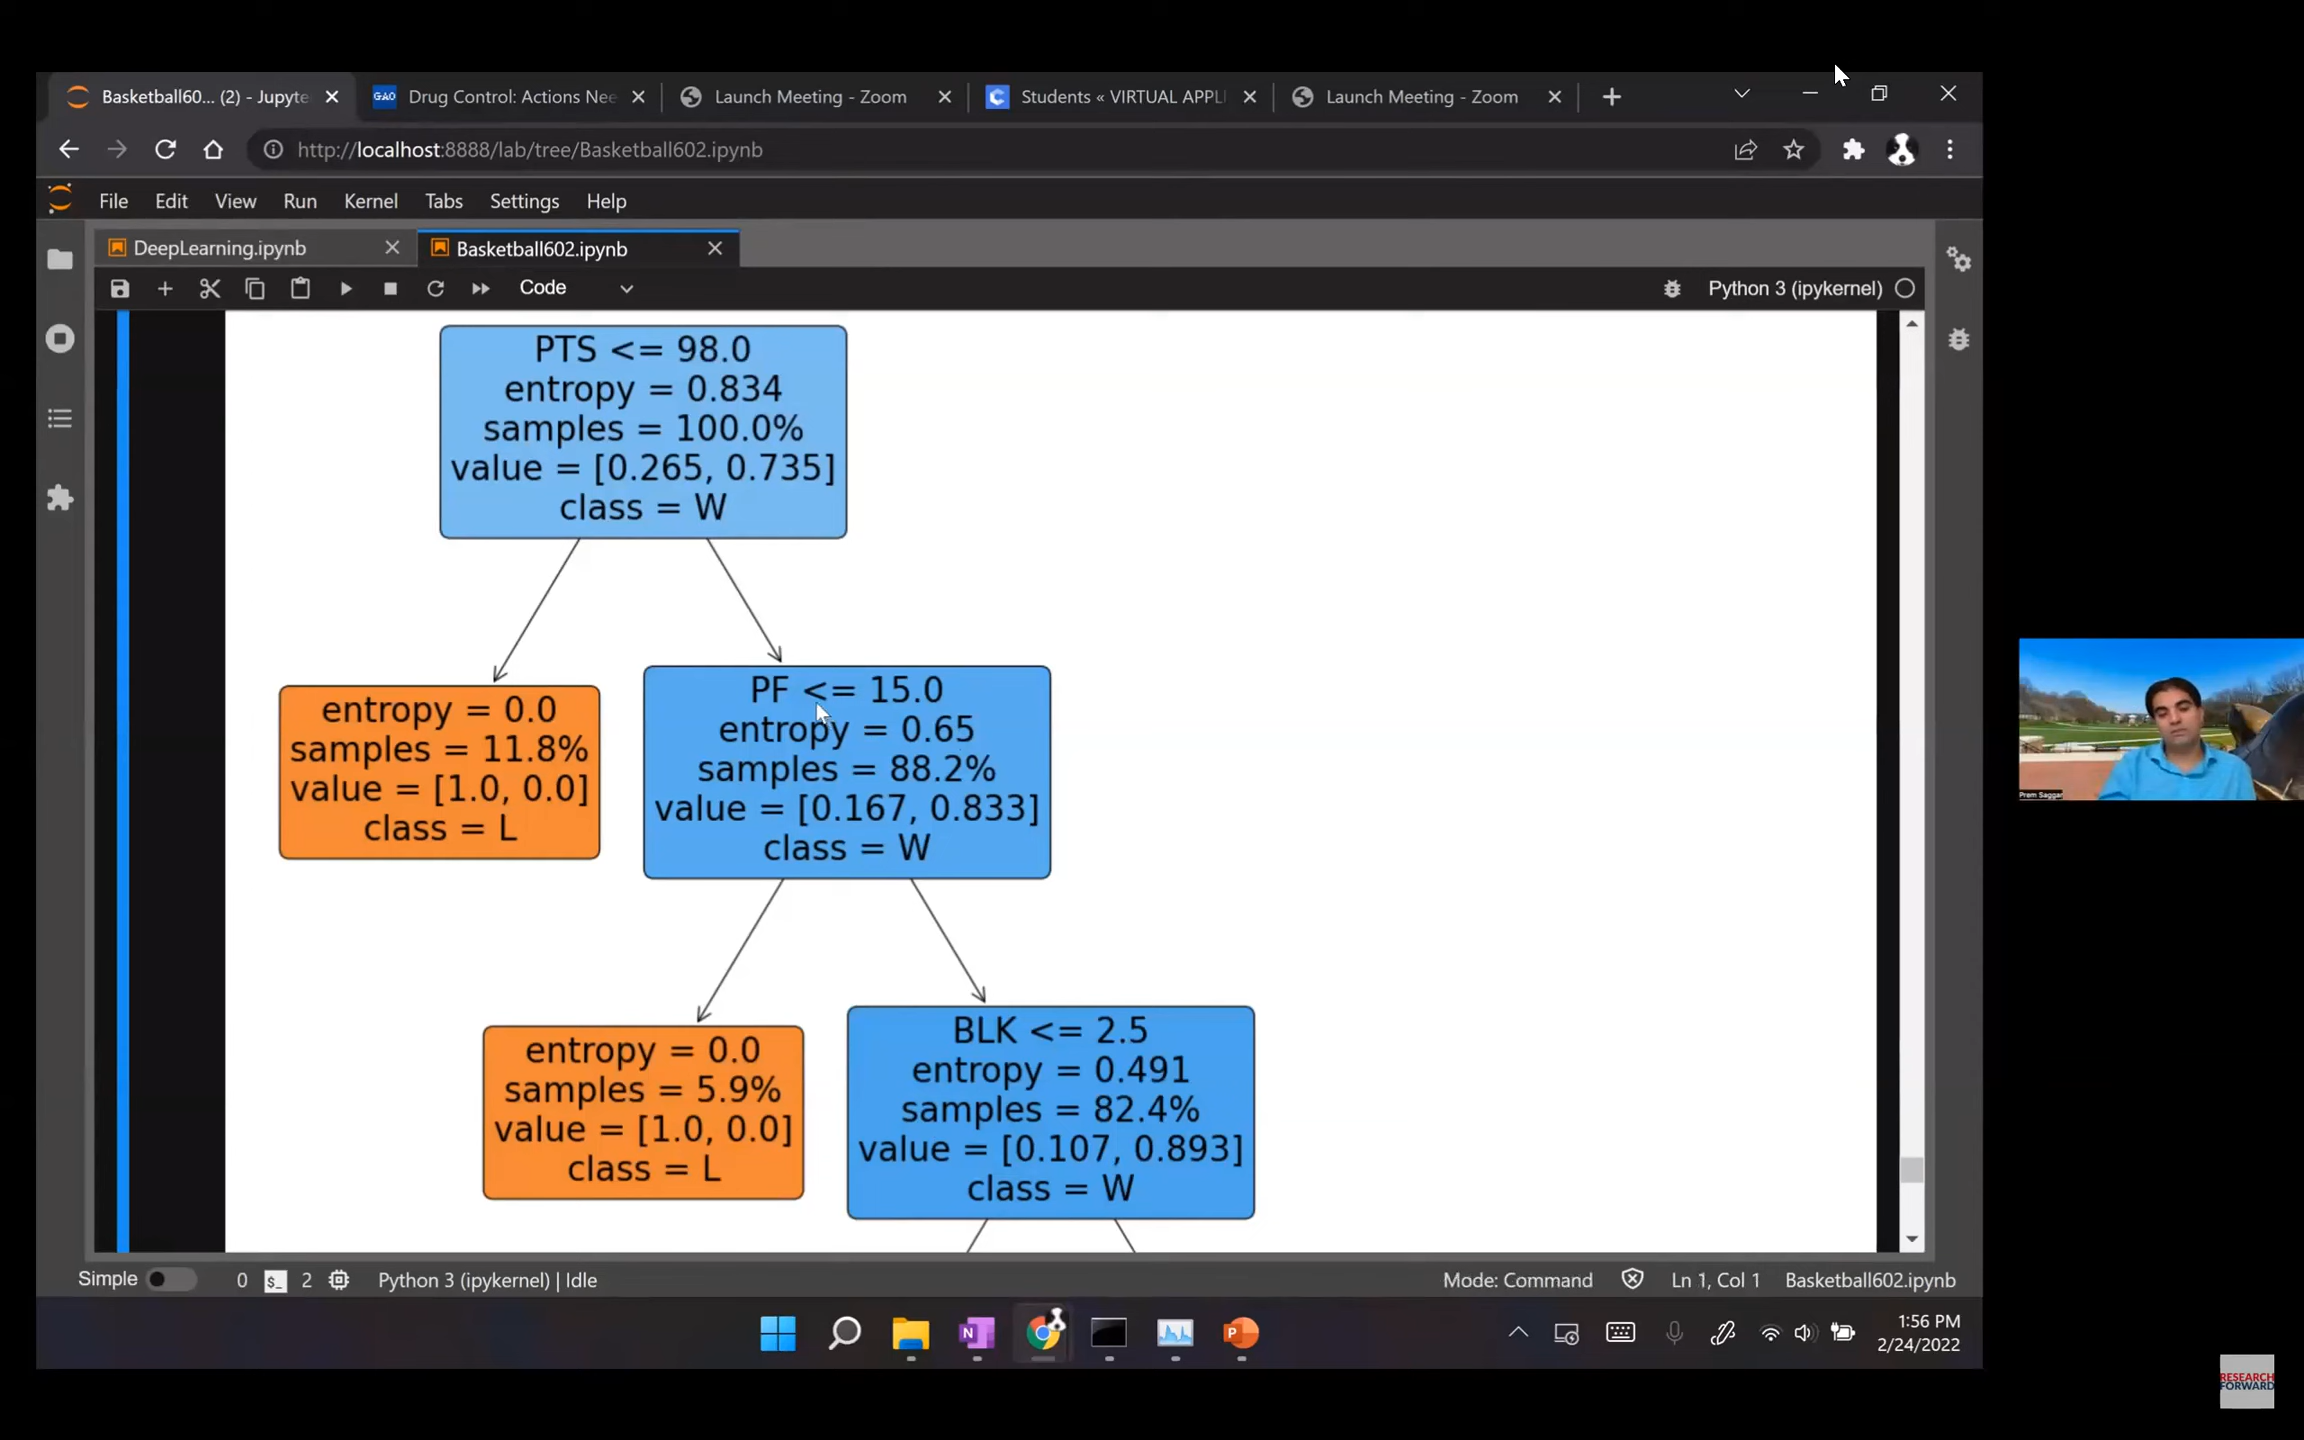 Basketball60... (2) - Jupyte
GAO
Drug Control: Actions Nee
Launch Meeting - Zoom
Students « VIRTUAL APPLI
Launch Meeting - Zoom
http://localhost:8888/lab/tree/Basketball602.ipynb
File Edit View Run Kernel Tabs Settings Help
DeepLearning.ipynb
Basketball602.ipynb
Code
Python 3 (ipykernel)
PTS <= 98.0
entropy = 0.834
samples = 100.0%
value = [0.265, 0.735]
class = W
entropy = 0.0
samples = 11.8%
value = [1.0, 0.0]
class = L
PF <= 15.0
entropy = 0.65
samples = 88.2%
value = [0.167, 0.833]
class = W
entropy = 0.0
samples = 5.9%
value = [1.0, 0.0]
class = L
BLK <= 2.5
entropy = 0.491
samples = 82.4%
value = [0.107, 0.893]
class = W
Prem Saggar
Simple 0 $_ 2 Python 3 (ipykernel) | Idle
Mode: Command Ln 1, Col 1 Basketball602.ipynb
N
P
1:56 PM
2/24/2022
RESEARCH
FORWARD